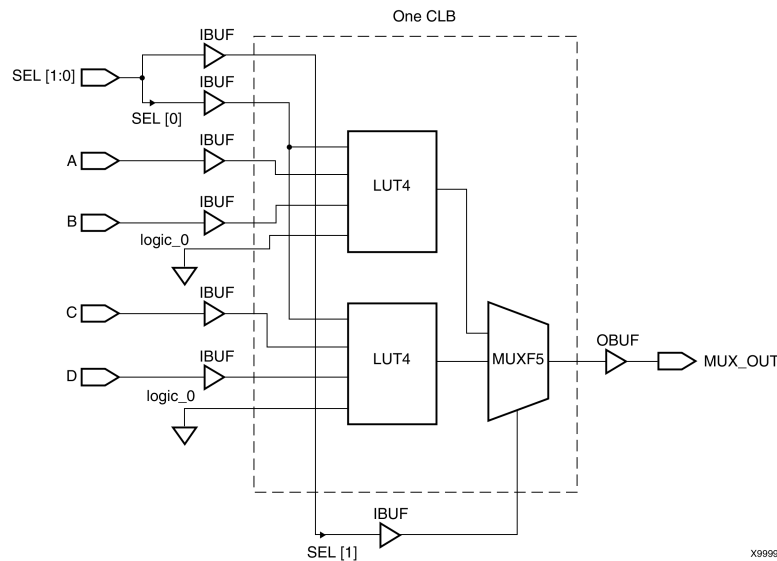 One CLB
IBUF
SEL [1:0]
IBUF
SEL [0]
IBUF
A
LUT4
IBUF
B
logic_0
IBUF
C
OBUF
IBUF
LUT4
MUXF5
MUX_OUT
D
logic_0
IBUF
SEL [1]
X9999